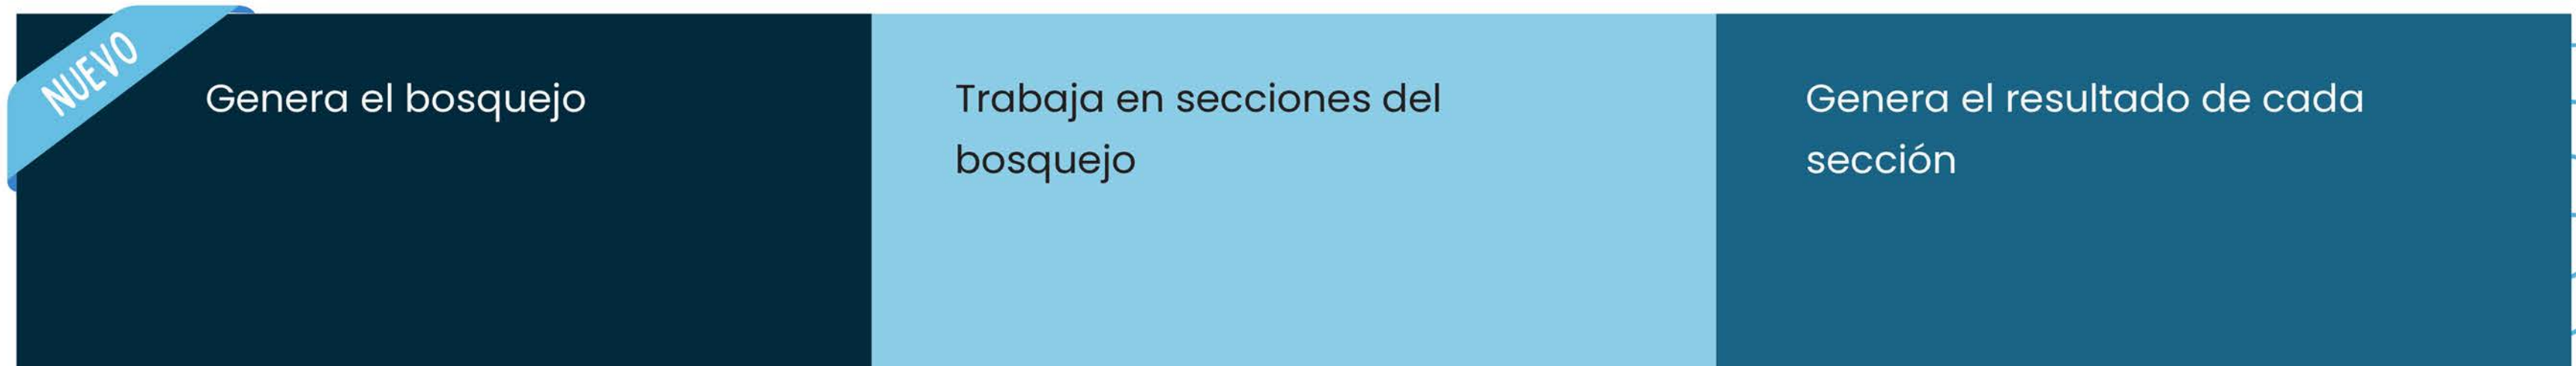 NUEVO
Genera el bosquejo
Trabaja en secciones del
bosquejo
Genera el resultado de cada
sección